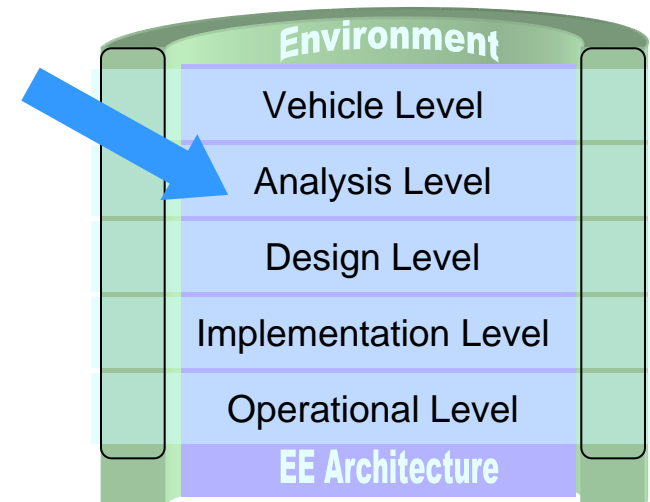 Environment
Vehicle Level
Analysis Level
Design Level
Implementation Level
Operational Level
EE Architecture